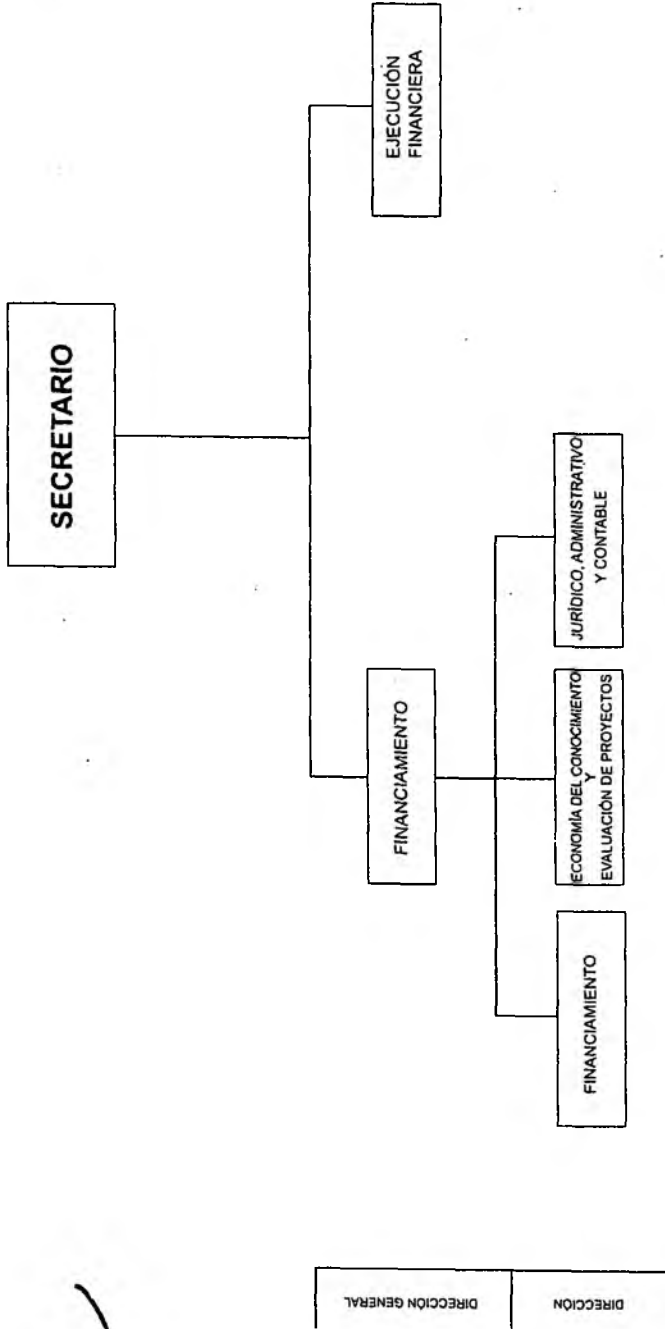 SECRETARIO
FINANCIAMIENTO
EJECUCIÓN
FINANCIERA
FINANCIAMIENTO
ECONOMÍA DEL CONOCIMIENTO
Y
EVALUACIÓN DE PROYECTOS
JURÍDICO, ADMINISTRATIVO
Y CONTABLE
DIRECCIÓN GENERAL
DIRECCIÓN